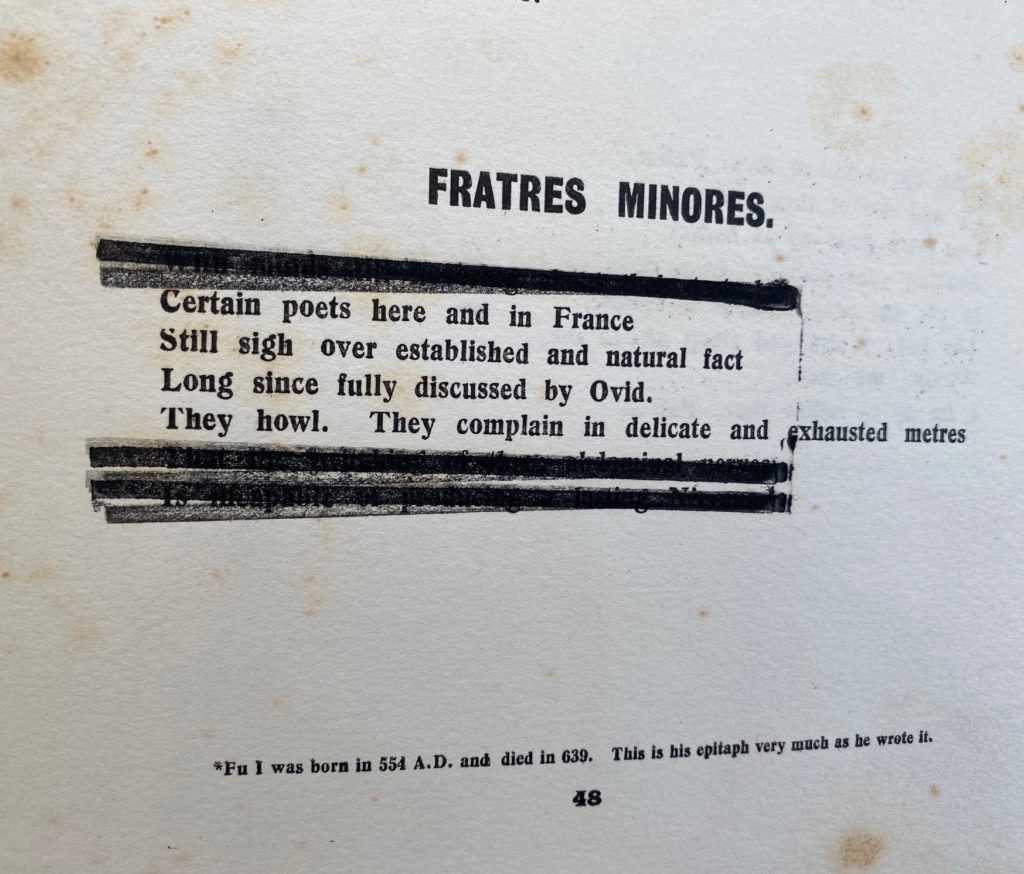 FRATRES MINORES.
Certain poets here and in France
Still sigh over established and natural fact
Long since fully discussed by Ovid.
They howl. They complain in delicate and exhausted metres
*Fu I was born in 554 A.D. and died in 639. This is his epitaph very much as he wrote it.
48